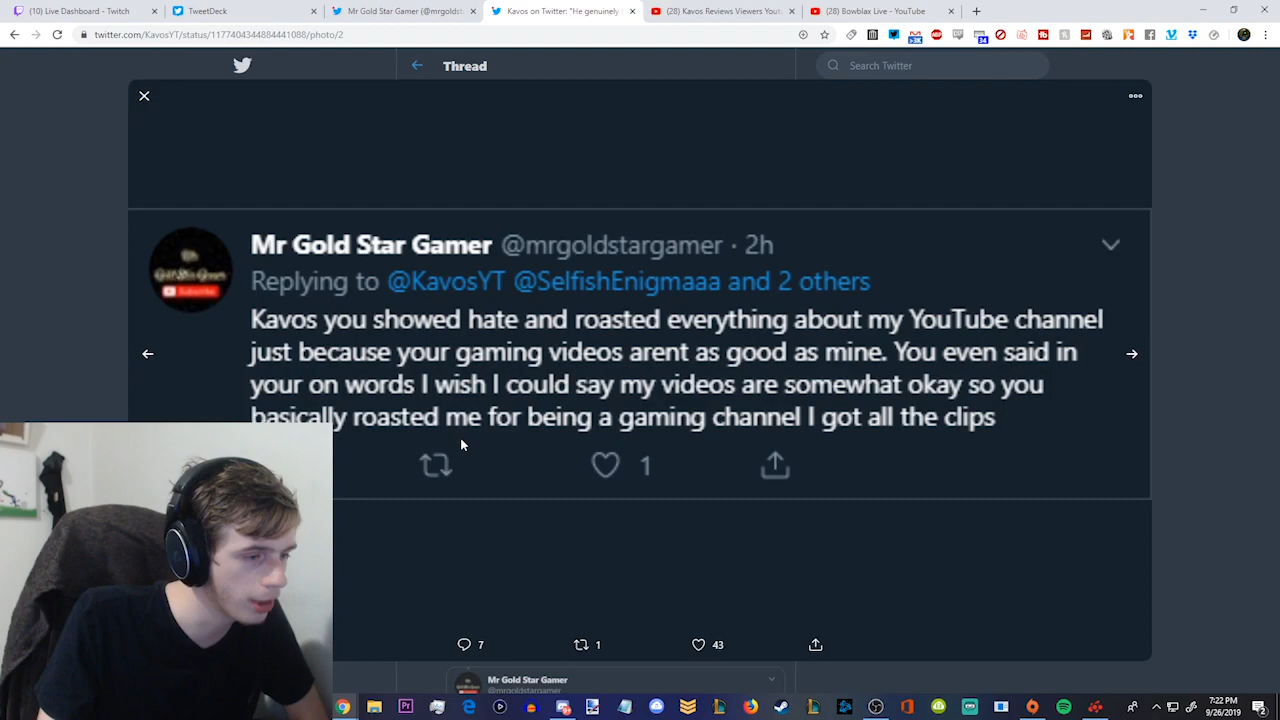 (10) Live Dashboard - Twitch
TweetDeck
Mr Gold Star Gamer (@mrgoldst
Kavos on Twitter: "He genuinely
(28) Kavos Reviews Viewers You
(28) Bowblax Live - YouTube
twitter.com/KavosYT/status/1177404344884441088/photo/2
Thread
Search Twitter
Mr Gold Star Gamer @mrgoldstargamer · 2h
Replying to @KavosYT @SelfishEnigmaaa and 2 others
Kavos you showed hate and roasted everything about my YouTube channel
just because your gaming videos arent as good as mine. You even said in
your on words I wish I could say my videos are somewhat okay so you
basically roasted me for being a gaming channel I got all the clips
1
7 1 43
Mr Gold Star Gamer
@mrgoldstargamer
7:22 PM
9/26/2019